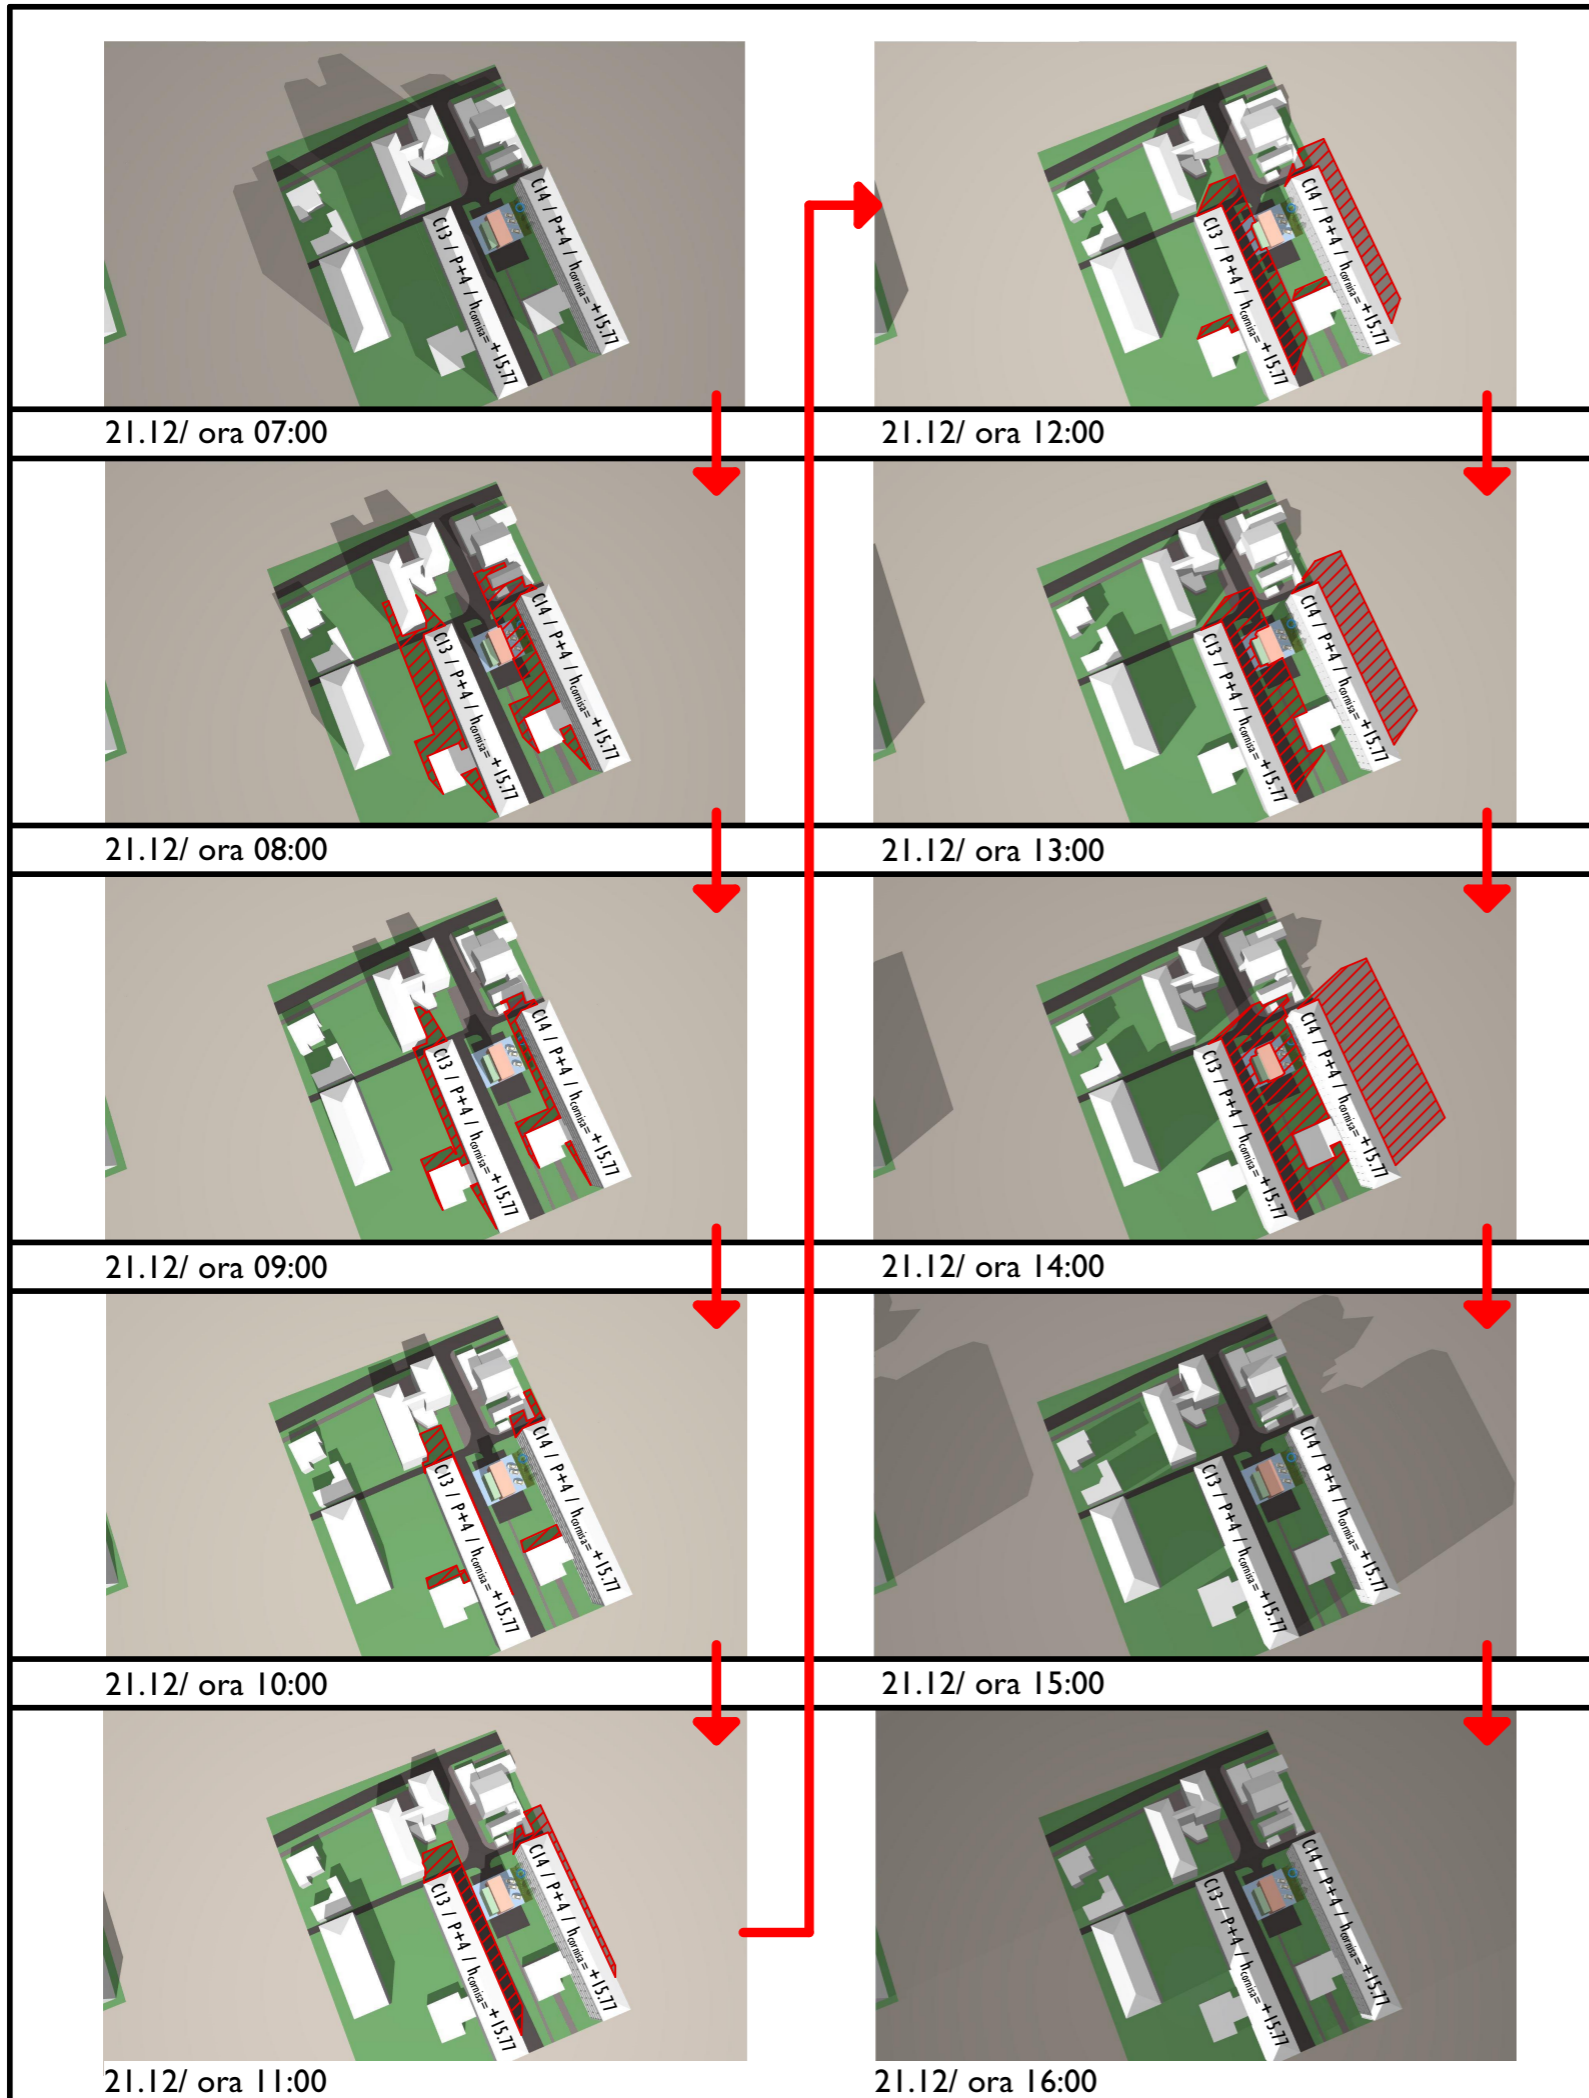 C13 / P+4 / hcornisa= +15.77
C14 / P+4 / hcornisa= +15.77
21.12/ ora 07:00
C13 / P+4 / hcornisa= +15.77
C14 / P+4 / hcornisa= +15.77
21.12/ ora 08:00
C13 / P+4 / hcornisa= +15.77
C14 / P+4 / hcornisa= +15.77
21.12/ ora 09:00
C13 / P+4 / hcornisa= +15.77
C14 / P+4 / hcornisa= +15.77
21.12/ ora 10:00
C13 / P+4 / hcornisa= +15.77
C14 / P+4 / hcornisa= +15.77
21.12/ ora 11:00
C13 / P+4 / hcornisa= +15.77
C14 / P+4 / hcornisa= +15.77
21.12/ ora 12:00
C13 / P+4 / hcornisa= +15.77
C14 / P+4 / hcornisa= +15.77
21.12/ ora 13:00
C13 / P+4 / hcornisa= +15.77
C14 / P+4 / hcornisa= +15.77
21.12/ ora 14:00
C13 / P+4 / hcornisa= +15.77
C14 / P+4 / hcornisa= +15.77
21.12/ ora 15:00
C13 / P+4 / hcornisa= +15.77
C14 / P+4 / hcornisa= +15.77
21.12/ ora 16:00